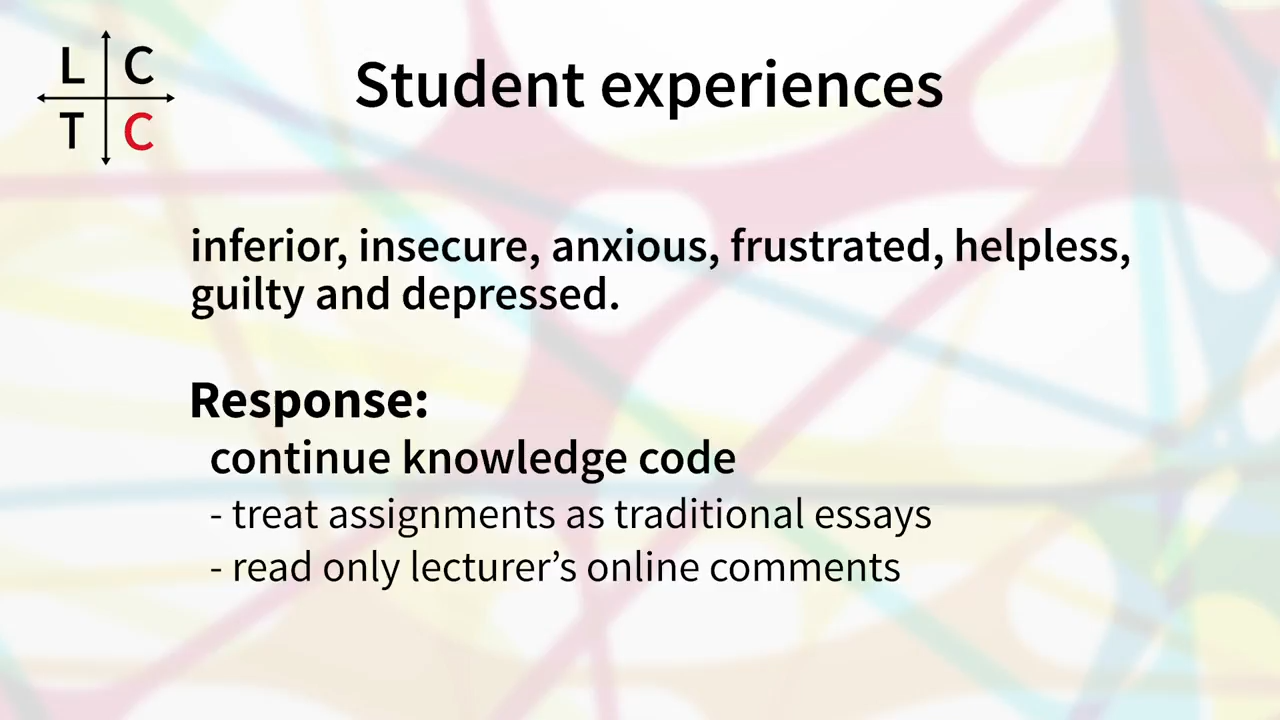 L C
T C
Student experiences
inferior, insecure, anxious, frustrated, helpless,
guilty and depressed.
Response:
continue knowledge code
- treat assignments as traditional essays
- read only lecturer’s online comments